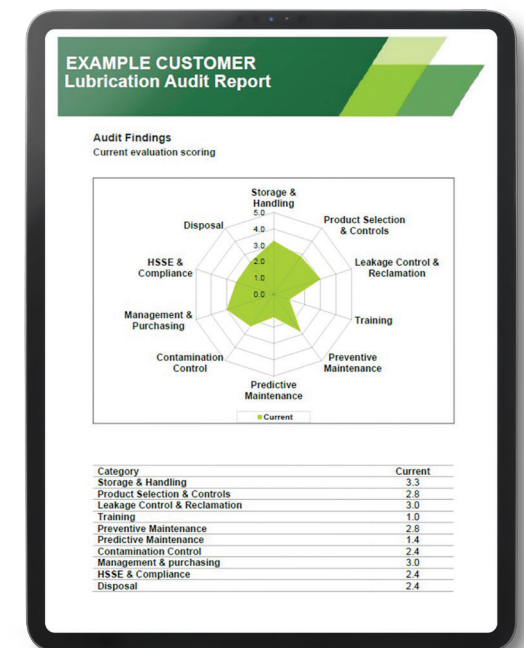 EXAMPLE CUSTOMER
Lubrication Audit Report
Audit Findings
Current evaluation scoring
Storage &
Handling
Product Selection
& Controls
Leakage Control &
Reclamation
Training
Preventive
Maintenance
Predictive
Maintenance
Contamination
Control
Management &
Purchasing
HSSE &
Compliance
Disposal
5.0
4.0
3.0
2.0
1.0
0.0
Current
Category Current
Storage & Handling 3.3
Product Selection & Controls 2.8
Leakage Control & Reclamation 3.0
Training 1.0
Preventive Maintenance 2.8
Predictive Maintenance 1.4
Contamination Control 2.4
Management & purchasing 3.0
HSSE & Compliance 2.4
Disposal 2.4